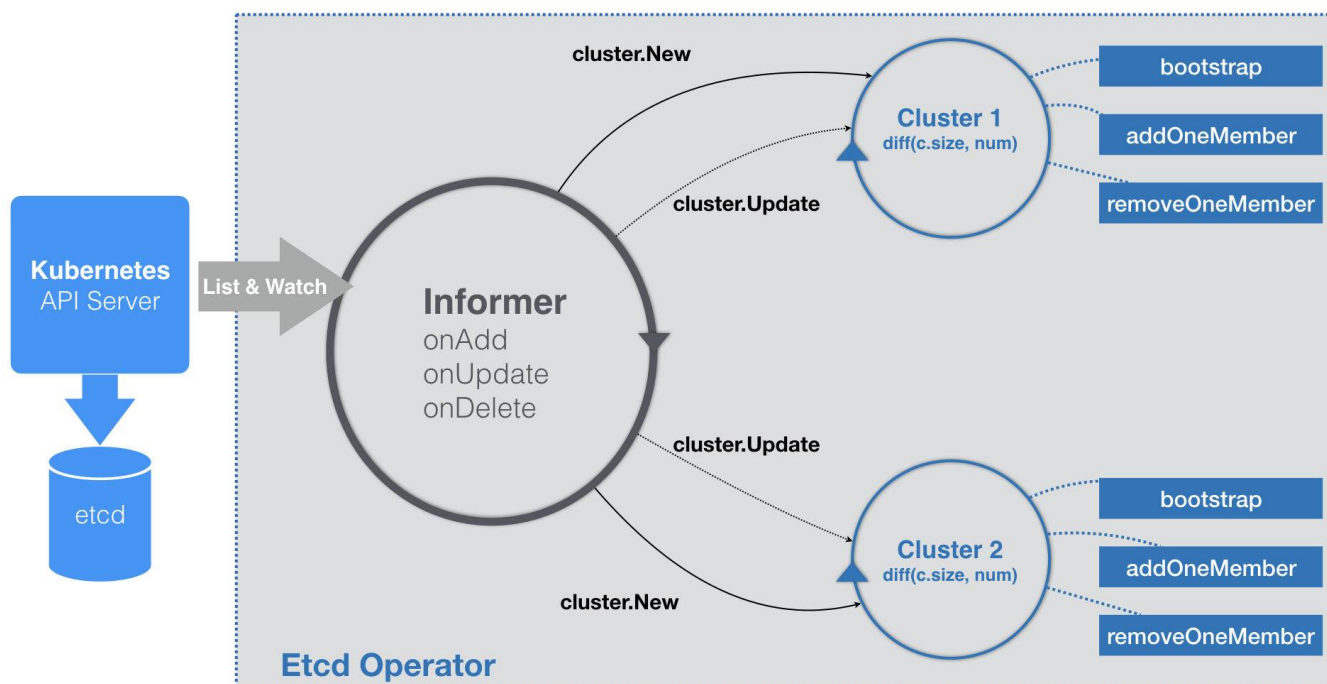 cluster.New
bootstrap
Cluster 1
diff(c.size, num)
addOneMember
cluster.Update
removeOneMember
Kubernetes
API Server
List & Watch
Informer
onAdd
onUpdate
onDelete
cluster.Update
bootstrap
etcd
Cluster 2
diff(c.size, num)
addOneMember
cluster.New
removeOneMember
Etcd Operator